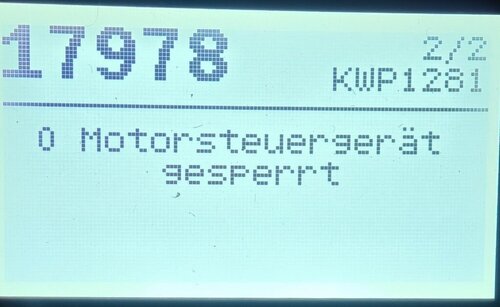 17978
2/2
KWP1281
0 Motorsteuergerät
gesperrt